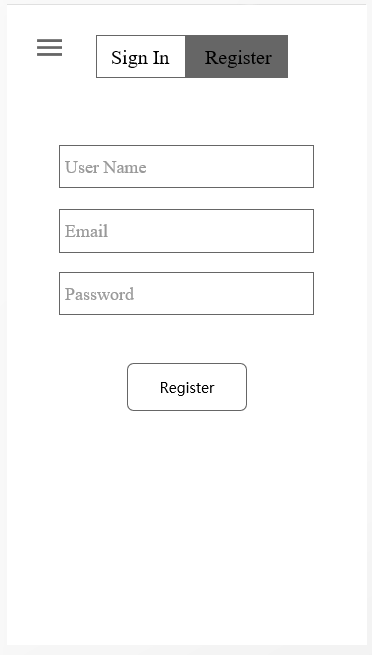 Sign In Register
User Name
Email
Password
Register